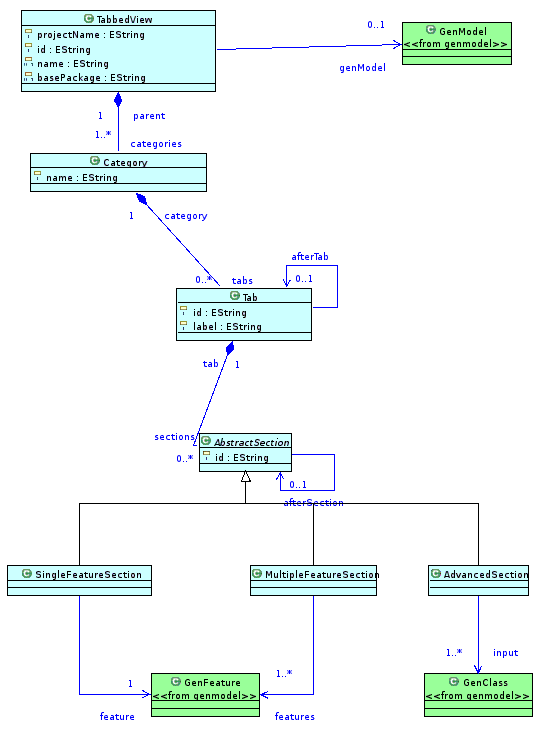 TabbedView
projectName : EString
id : EString
name : EString
basePackage : EString
0..1
genModel
GenModel
<<from genmodel>>
1
parent
1..*
categories
Category
name : EString
1
category
0..*
tabs
afterTab
0..1
Tab
id : EString
label : EString
tab
1
sections
0..*
AbstractSection
id : EString
0..1
afterSection
SingleFeatureSection
MultipleFeatureSection
AdvancedSection
1
feature
1..*
features
1..*
input
GenFeature
<<from genmodel>>
GenClass
<<from genmodel>>